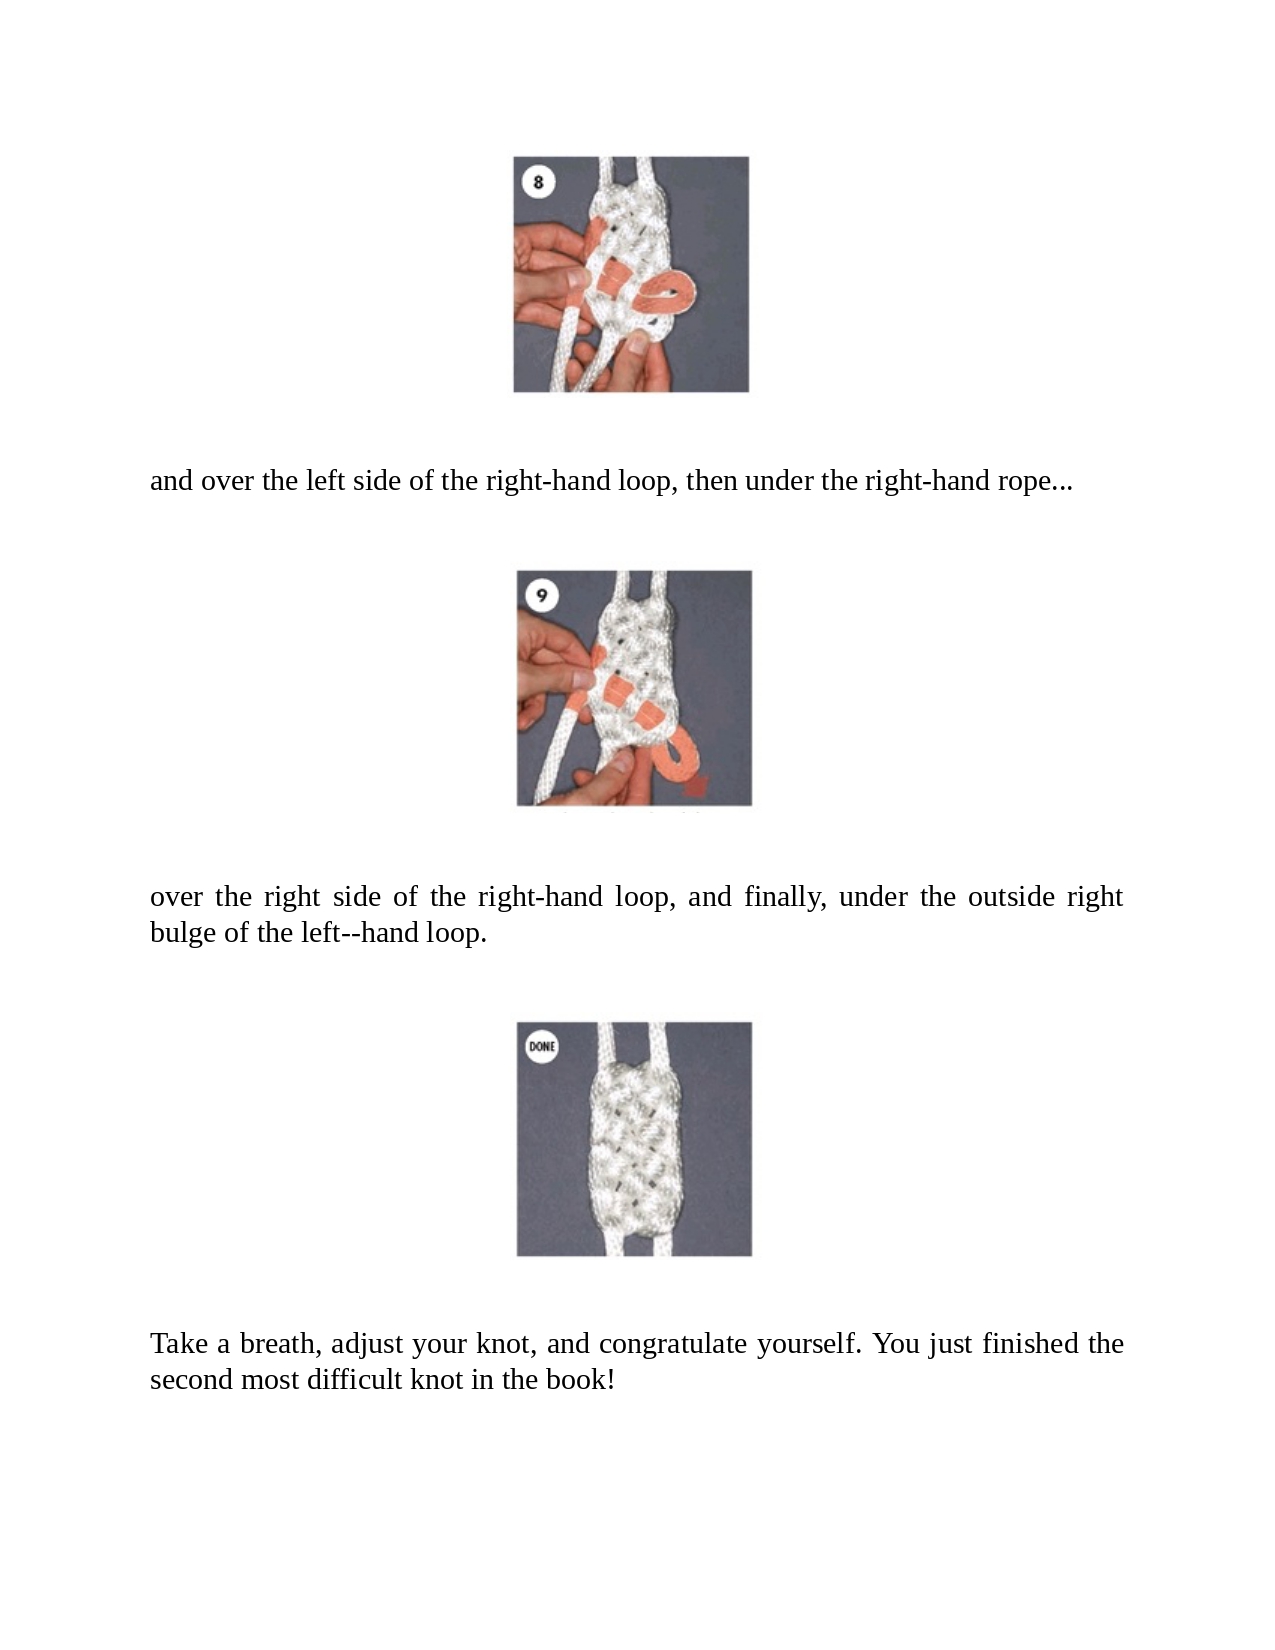 8
and over the left side of the right-hand loop, then under the right-hand rope...
9
over the right side of the right-hand loop, and finally, under the outside right
bulge of the left--hand loop.
DONE
Take a breath, adjust your knot, and congratulate yourself. You just finished the
second most difficult knot in the book!